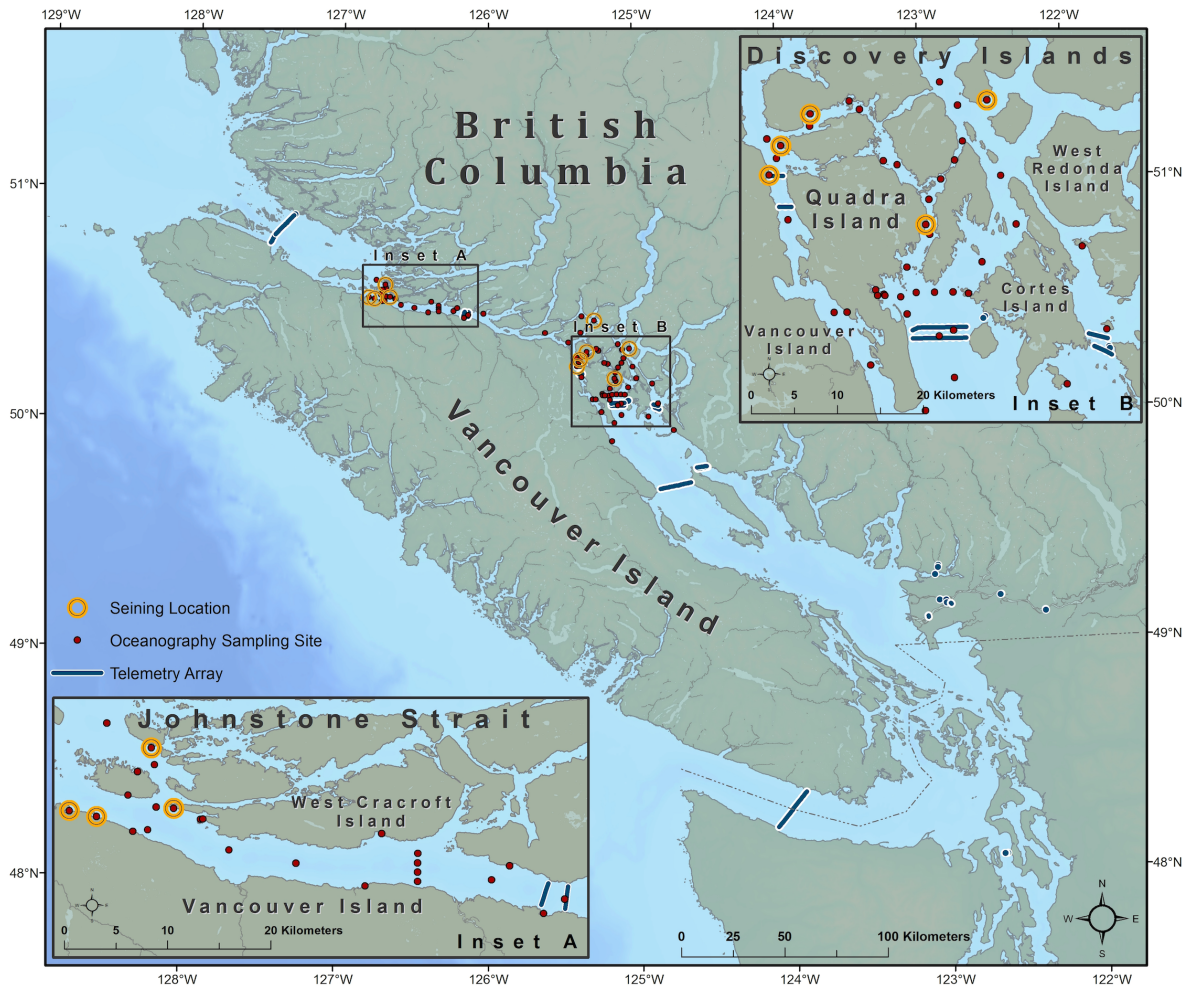 129°W 128°W 127°W 126°W 125°W 124°W 123°W 122°W
British
Columbia
51°N
50°N
49°N
48°N
51°N
50°N
49°N
48°N
Inset A
Inset B
Vancouver Island
Discovery Islands
West
Redonda
Island
Quadra
Island
Cortes
Island
Vancouver
Island
N
W E
S
0 5 10 20 Kilometers
Inset B
Seining Location
Oceanography Sampling Site
Telemetry Array
Johnstone Strait
West Cracroft
Island
Vancouver Island
N
W E
S
0 5 10 20 Kilometers
Inset A
0 25 50 100 Kilometers
N
W E
S
128°W 127°W 126°W 125°W 124°W 123°W 122°W